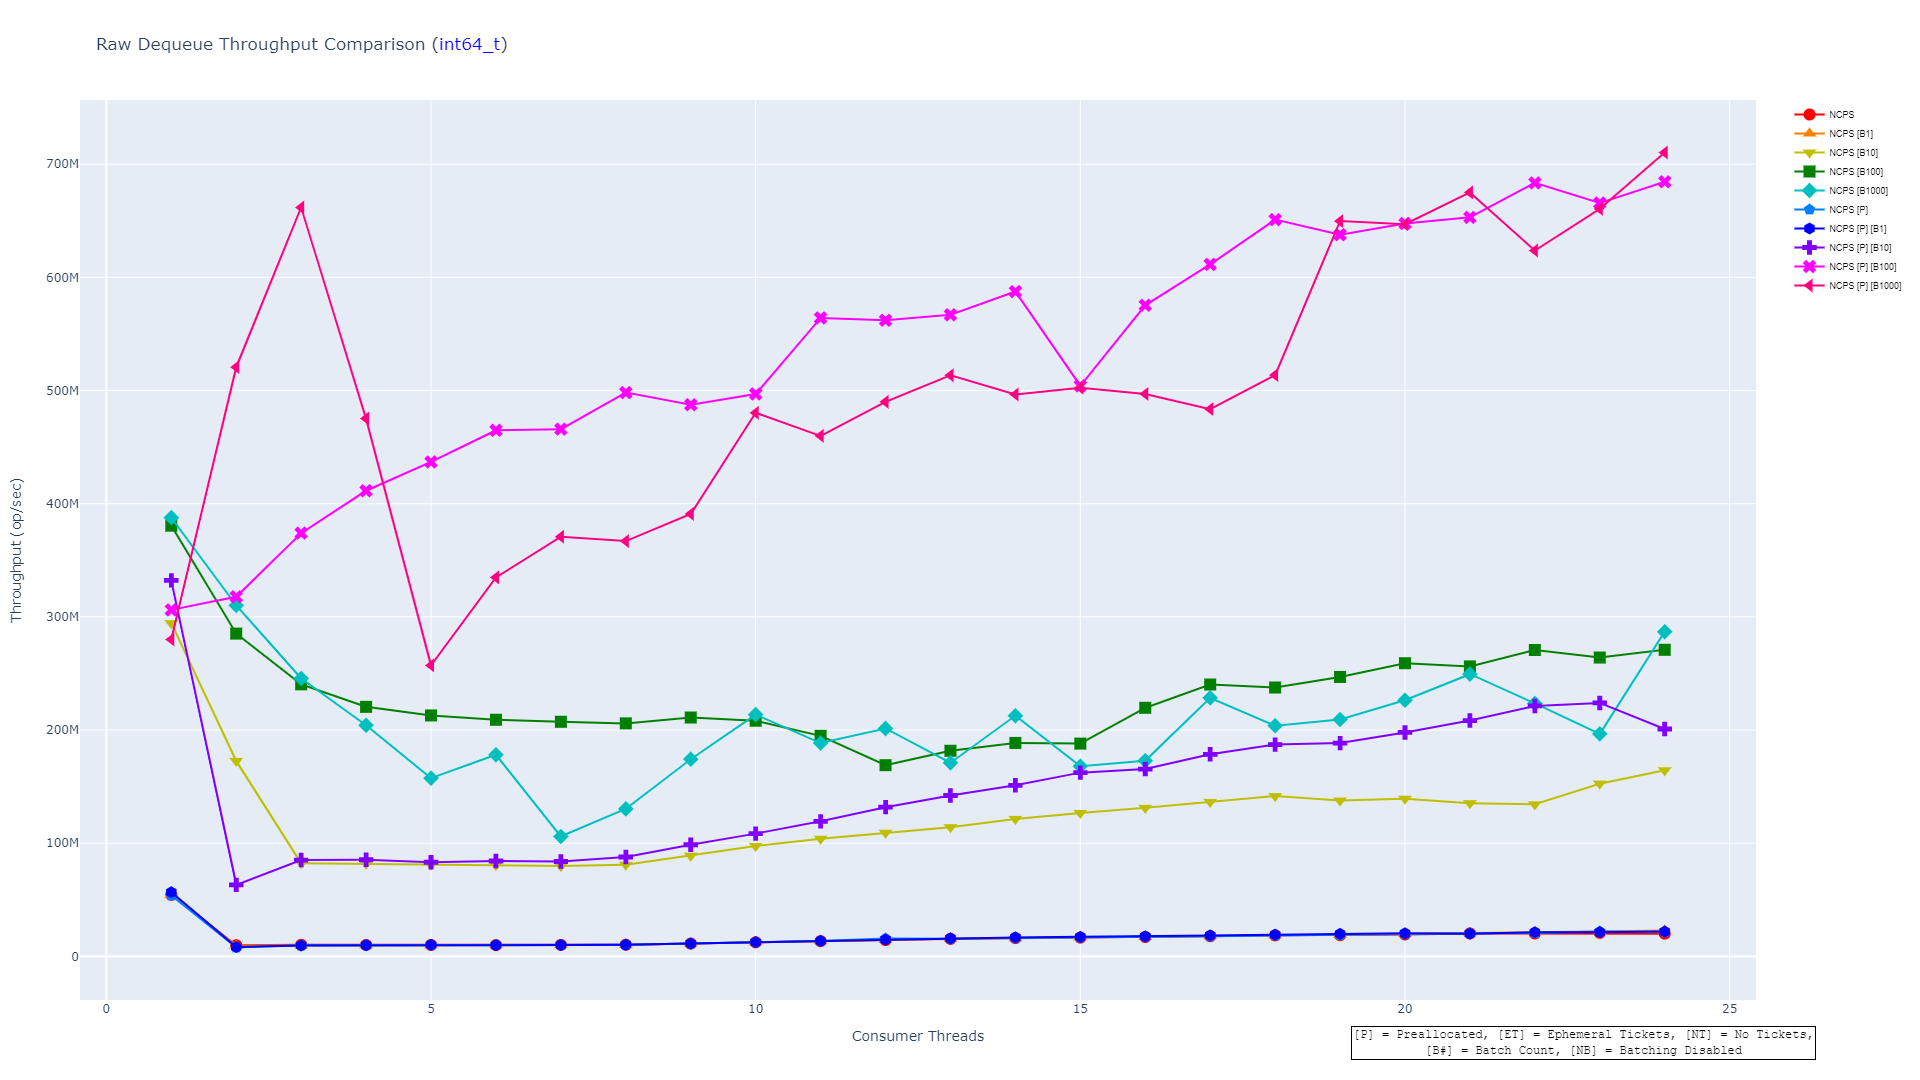 Raw Dequeue Throughput Comparison (int64_t)
NCPS
NCPS [B1]
NCPS [B10]
NCPS [B100]
NCPS [B1000]
NCPS [P]
NCPS [P] [B1]
NCPS [P] [B10]
NCPS [P] [B100]
NCPS [P] [B1000]
700M
600M
500M
400M
300M
200M
100M
0
Throughput (op/sec)
0 5 10 15 20 25
Consumer Threads
[P] = Preallocated, [ET] = Ephemeral Tickets, [NT] = No Tickets,
[B#] = Batch Count, [NB] = Batching Disabled